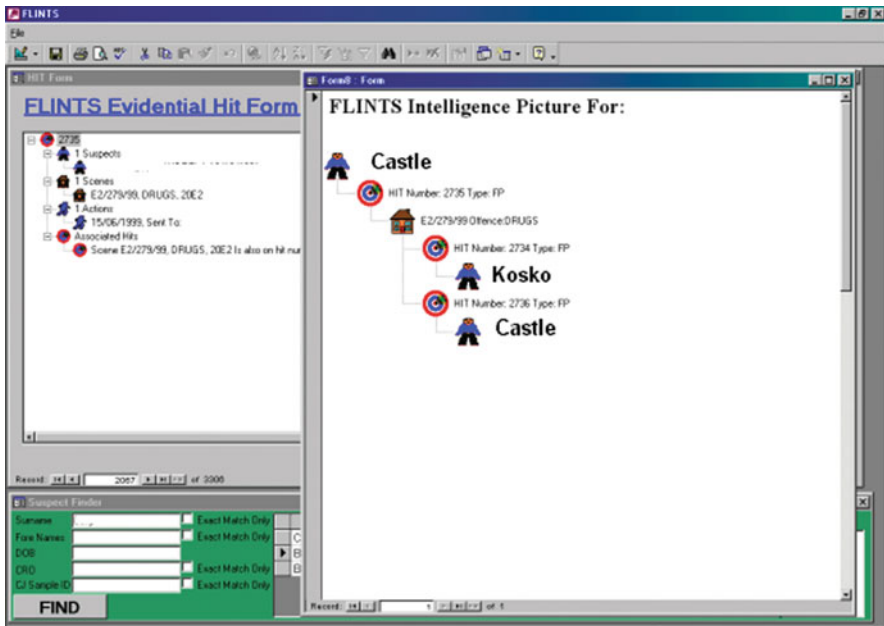 FLINTS
File
HIT Form
FLINTS Evidential Hit Form
2735
1 Suspects
1 Scenes
E2/279/99, DRUGS, 20E2
1 Actions
15/06/1999, Sent To:
Associated Hits
Scene E2/279/99, DRUGS, 20E2 Is also on hit nu
Record: 2067 of 3306
Form8 : Form
FLINTS Intelligence Picture For:
Castle
HIT Number: 2735 Type: FP
E2/279/99 Offence:DRUGS
HIT Number: 2734 Type: FP
Kosko
HIT Number: 2736 Type: FP
Castle
Record: 1 of 1
Suspect Finder
Surname Exact Match Only
Fore Names Exact Match Only C
DOB B
CRO Exact Match Only B
CJ Sample ID Exact Match Only
FIND